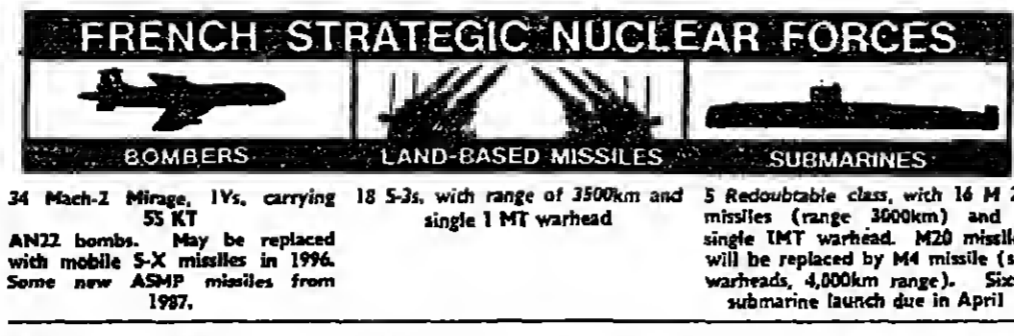 FRENCH STRATEGIC NUCLEAR FORCES
BOMBERS
LAND-BASED MISSILES
SUBMARINES
34 Mach-2 Mirage, IVs, carrying
55 KT
AN22 bombs. May be replaced
with mobile S-X missiles in 1996.
Some new ASMP missiles from
1987.
18 S-3s, with range of 3500km and
single 1 MT warhead
5 Redoubtable class, with 16 M 2
missiles (range 3000km) and
single 1MT warhead. M20 missil
will be replaced by M4 missile (s
warheads, 4,000km range). Six
submarine launch due in April